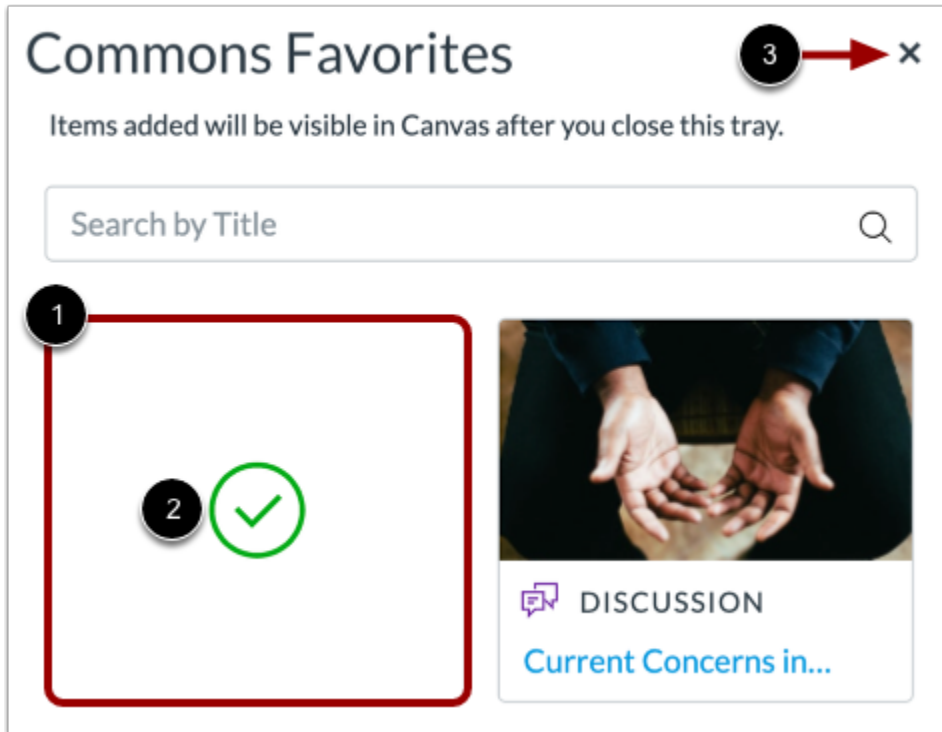 Commons Favorites
3
Items added will be visible in Canvas after you close this tray.
Search by Title
1
2
DISCUSSION
Current Concerns in...